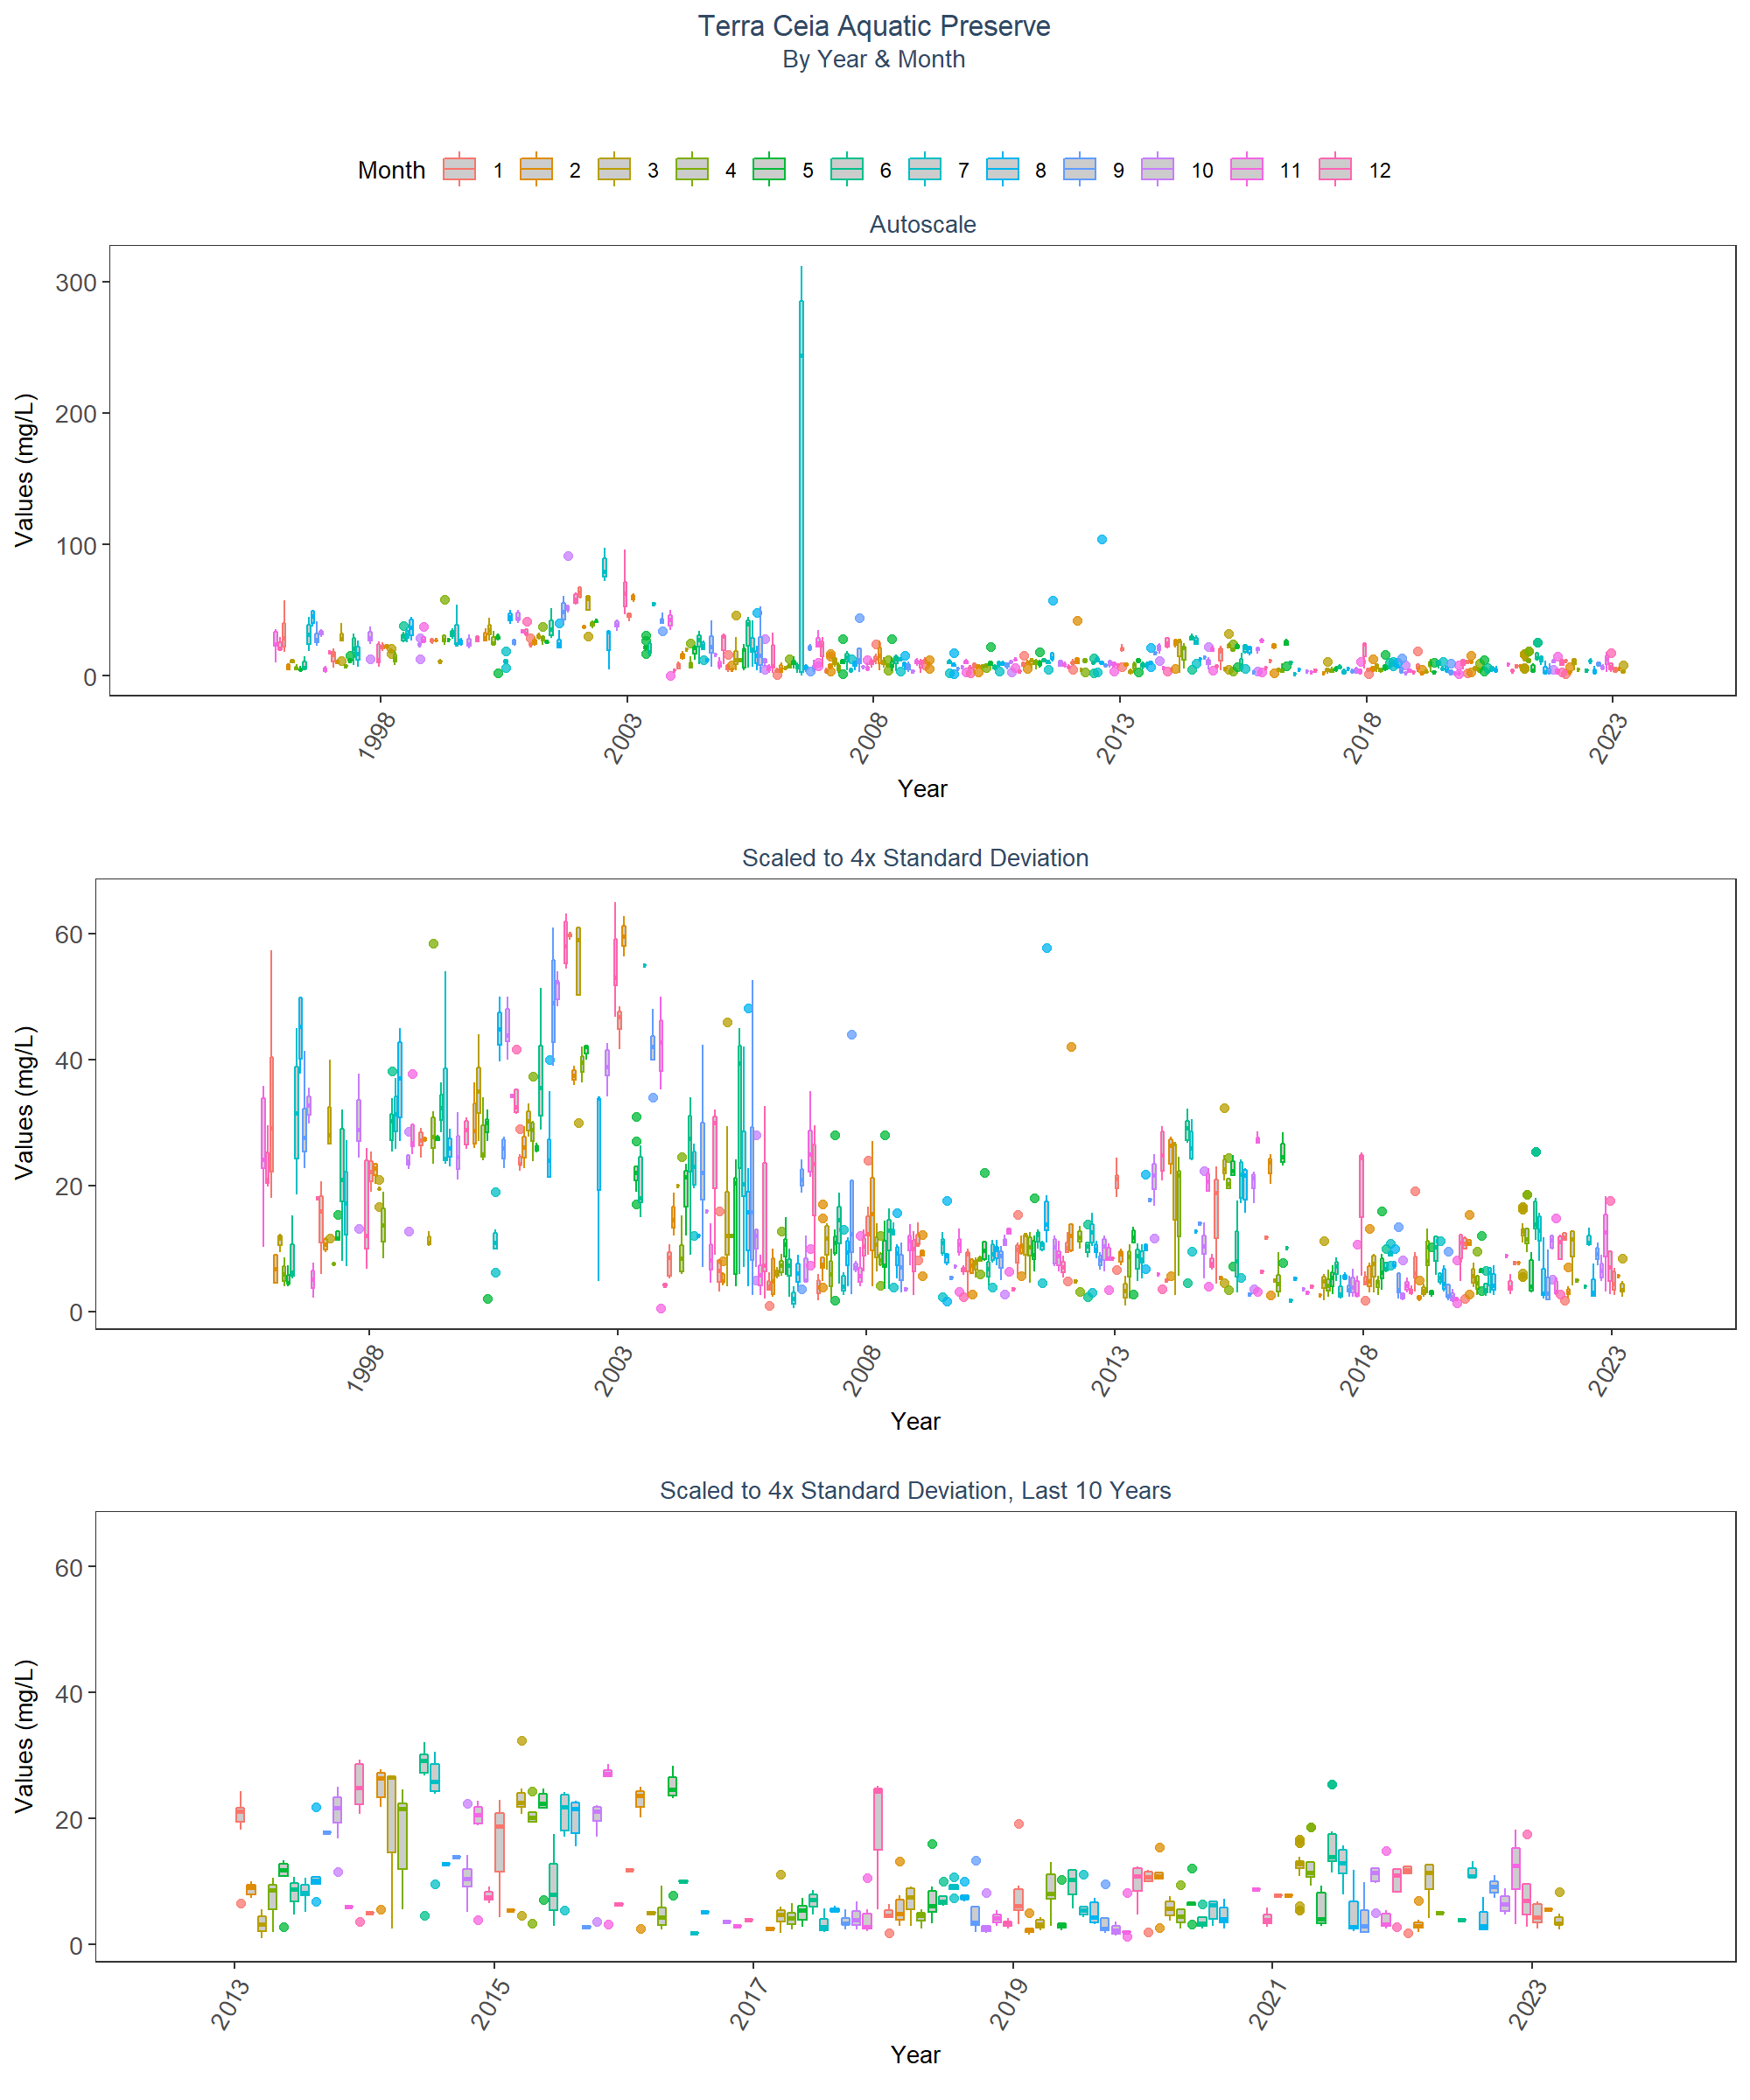 Terra Ceia Aquatic Preserve
By Year & Month
Month 1 2 3 4 5 6 7 8 9 10 11 12
Autoscale
Values (mg/L)
300
200
100
0
1998 2003 2008 2013 2018 2023
Year
Scaled to 4x Standard Deviation
Values (mg/L)
60
40
20
0
1998 2003 2008 2013 2018 2023
Year
Scaled to 4x Standard Deviation, Last 10 Years
Values (mg/L)
60
40
20
0
2013 2015 2017 2019 2021 2023
Year